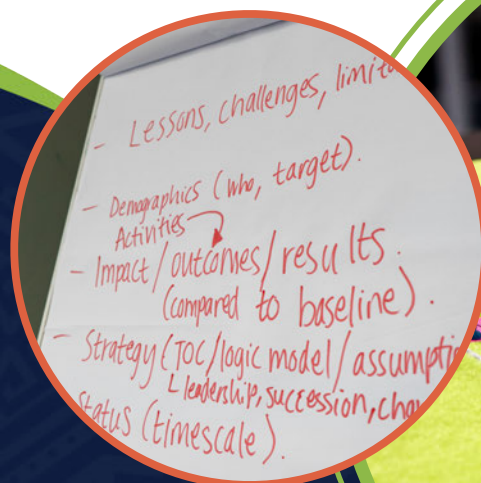 - Lessons, challenges,
- Demographics (who, target).
Activities
- Impact/outcomes/results.
(compared to baseline).
- Strategy (TOC/logic model/
leadership, succession,
Status (timescale).